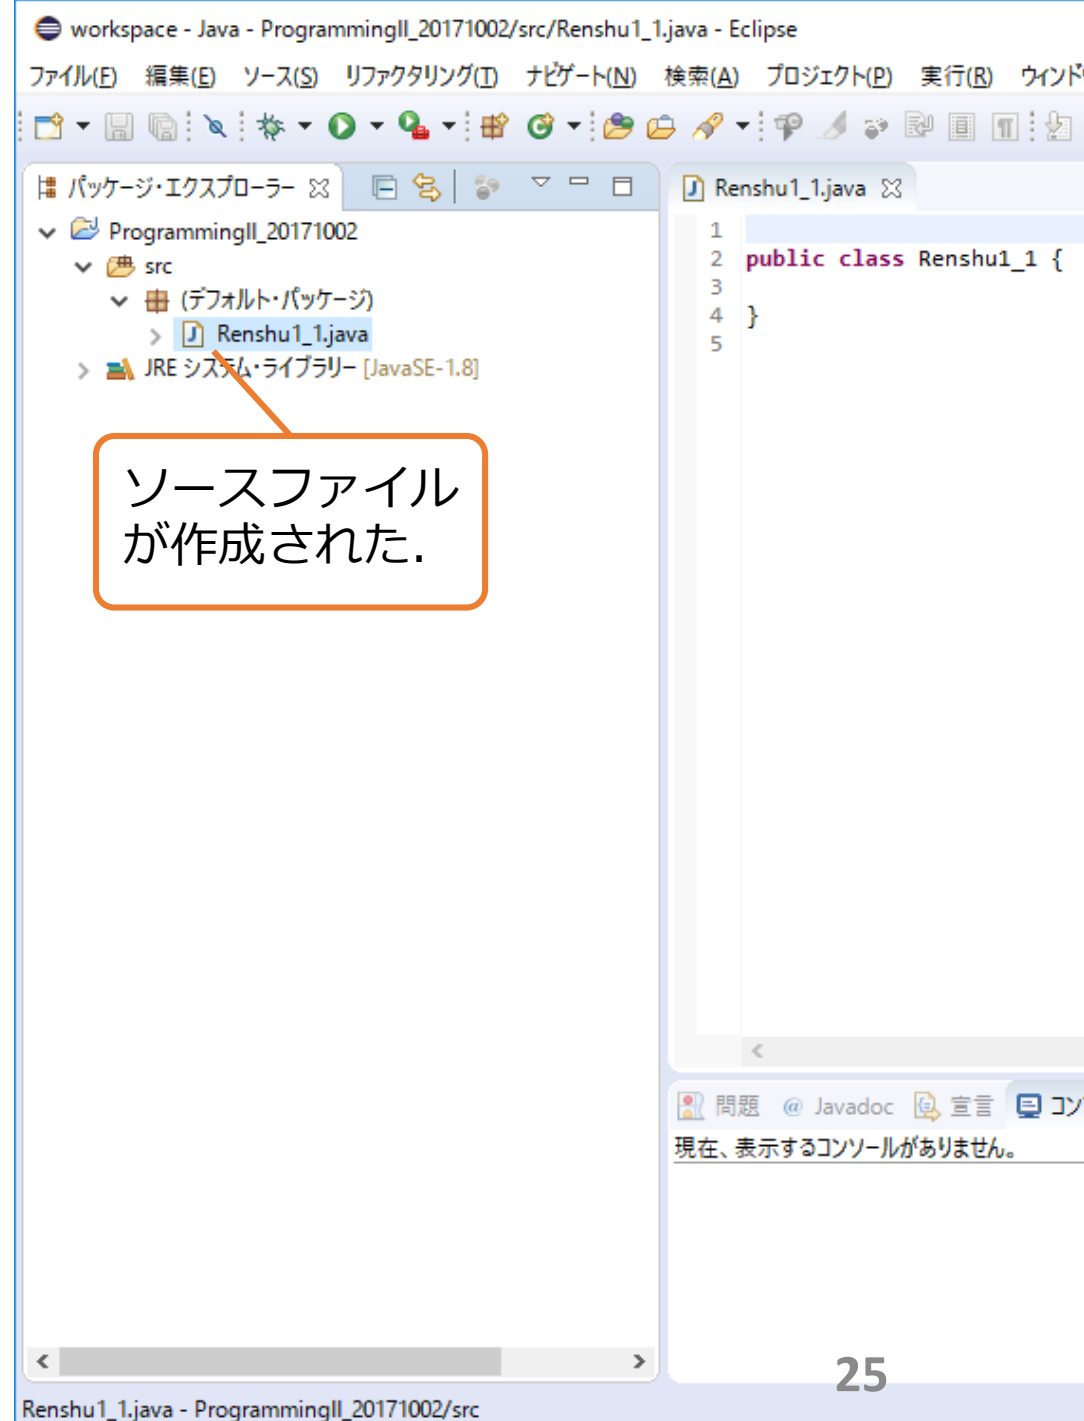 workspace - Java - ProgrammingII_20171002/src/Renshu1_1.java - Eclipse
ファイル(F) 編集(E) ソース(S) リファクタリング(T) ナビゲート(N) 検索(A) プロジェクト(P) 実行(R) ウィンド
パッケージ・エクスプローラー
ProgrammingII_20171002
src
(デフォルト・パッケージ)
Renshu1_1.java
JRE システム・ライブラリー [JavaSE-1.8]
ソースファイル
が作成された.
Renshu1_1.java
1
2 public class Renshu1_1 {
3
4 }
5
問題 @ Javadoc 宣言 コン
現在、表示するコンソールがありません。
25
Renshu1_1.java - ProgrammingII_20171002/src